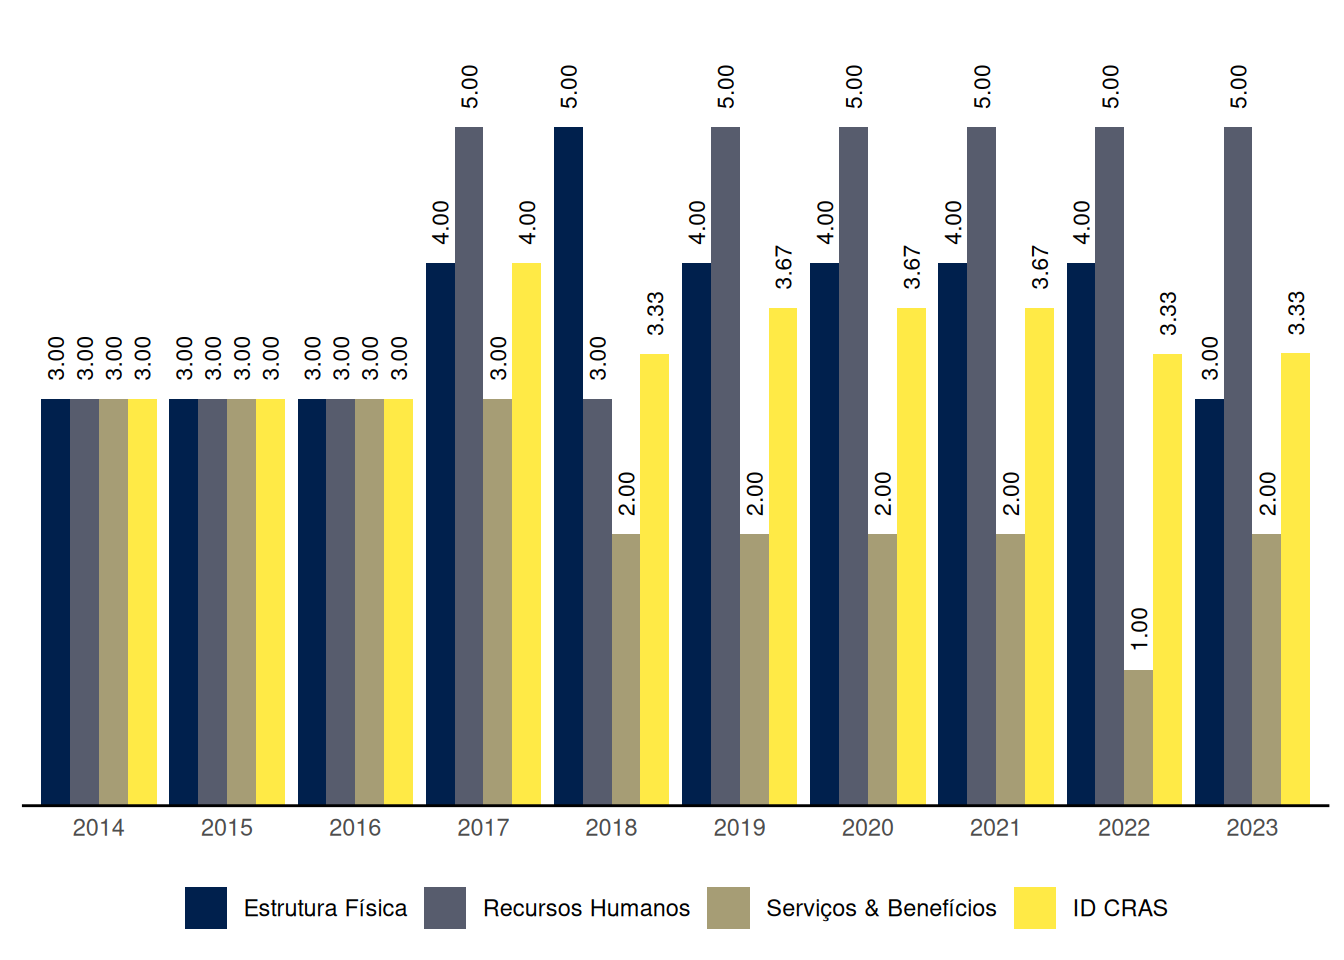 5.00 5.00 5.00 5.00 5.00 5.00 5.00
4.00 4.00 4.00 4.00 4.00 4.00
3.67 3.67 3.67
3.33 3.33 3.33
3.00 3.00 3.00 3.00 3.00 3.00 3.00 3.00 3.00 3.00 3.00 3.00 3.00 3.00 3.00
2.00 2.00 2.00 2.00 2.00
1.00
2014 2015 2016 2017 2018 2019 2020 2021 2022 2023
Estrutura Física Recursos Humanos Serviços & Benefícios ID CRAS